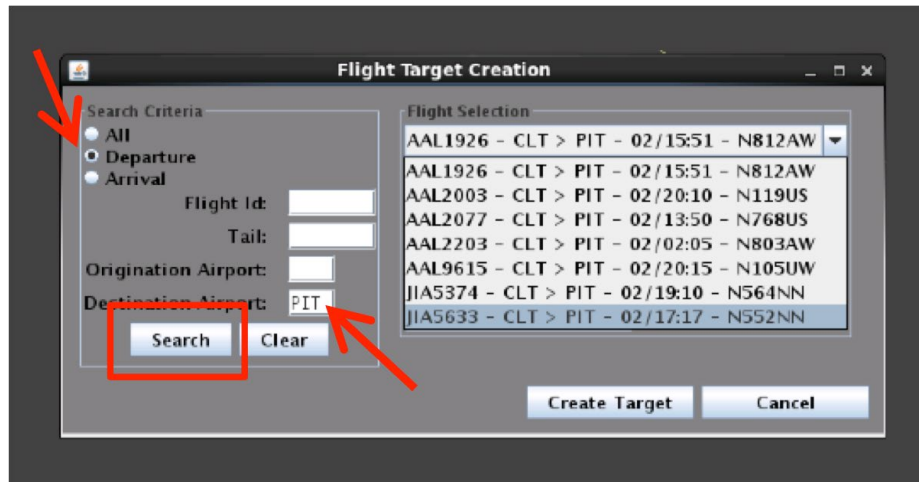 Flight Target Creation
Search Criteria
All
Departure
Arrival
Flight Id:
Tail:
Origination Airport:
Destination Airport: PIT
Search Clear
Flight Selection
AAL1926 - CLT > PIT - 02/15:51 - N812AW
AAL1926 - CLT > PIT - 02/15:51 - N812AW
AAL2003 - CLT > PIT - 02/20:10 - N119US
AAL2077 - CLT > PIT - 02/13:50 - N768US
AAL2203 - CLT > PIT - 02/02:05 - N803AW
AAL9615 - CLT > PIT - 02/20:15 - N105UW
JIA5374 - CLT > PIT - 02/19:10 - N564NN
JIA5633 - CLT > PIT - 02/17:17 - N552NN
Create Target Cancel